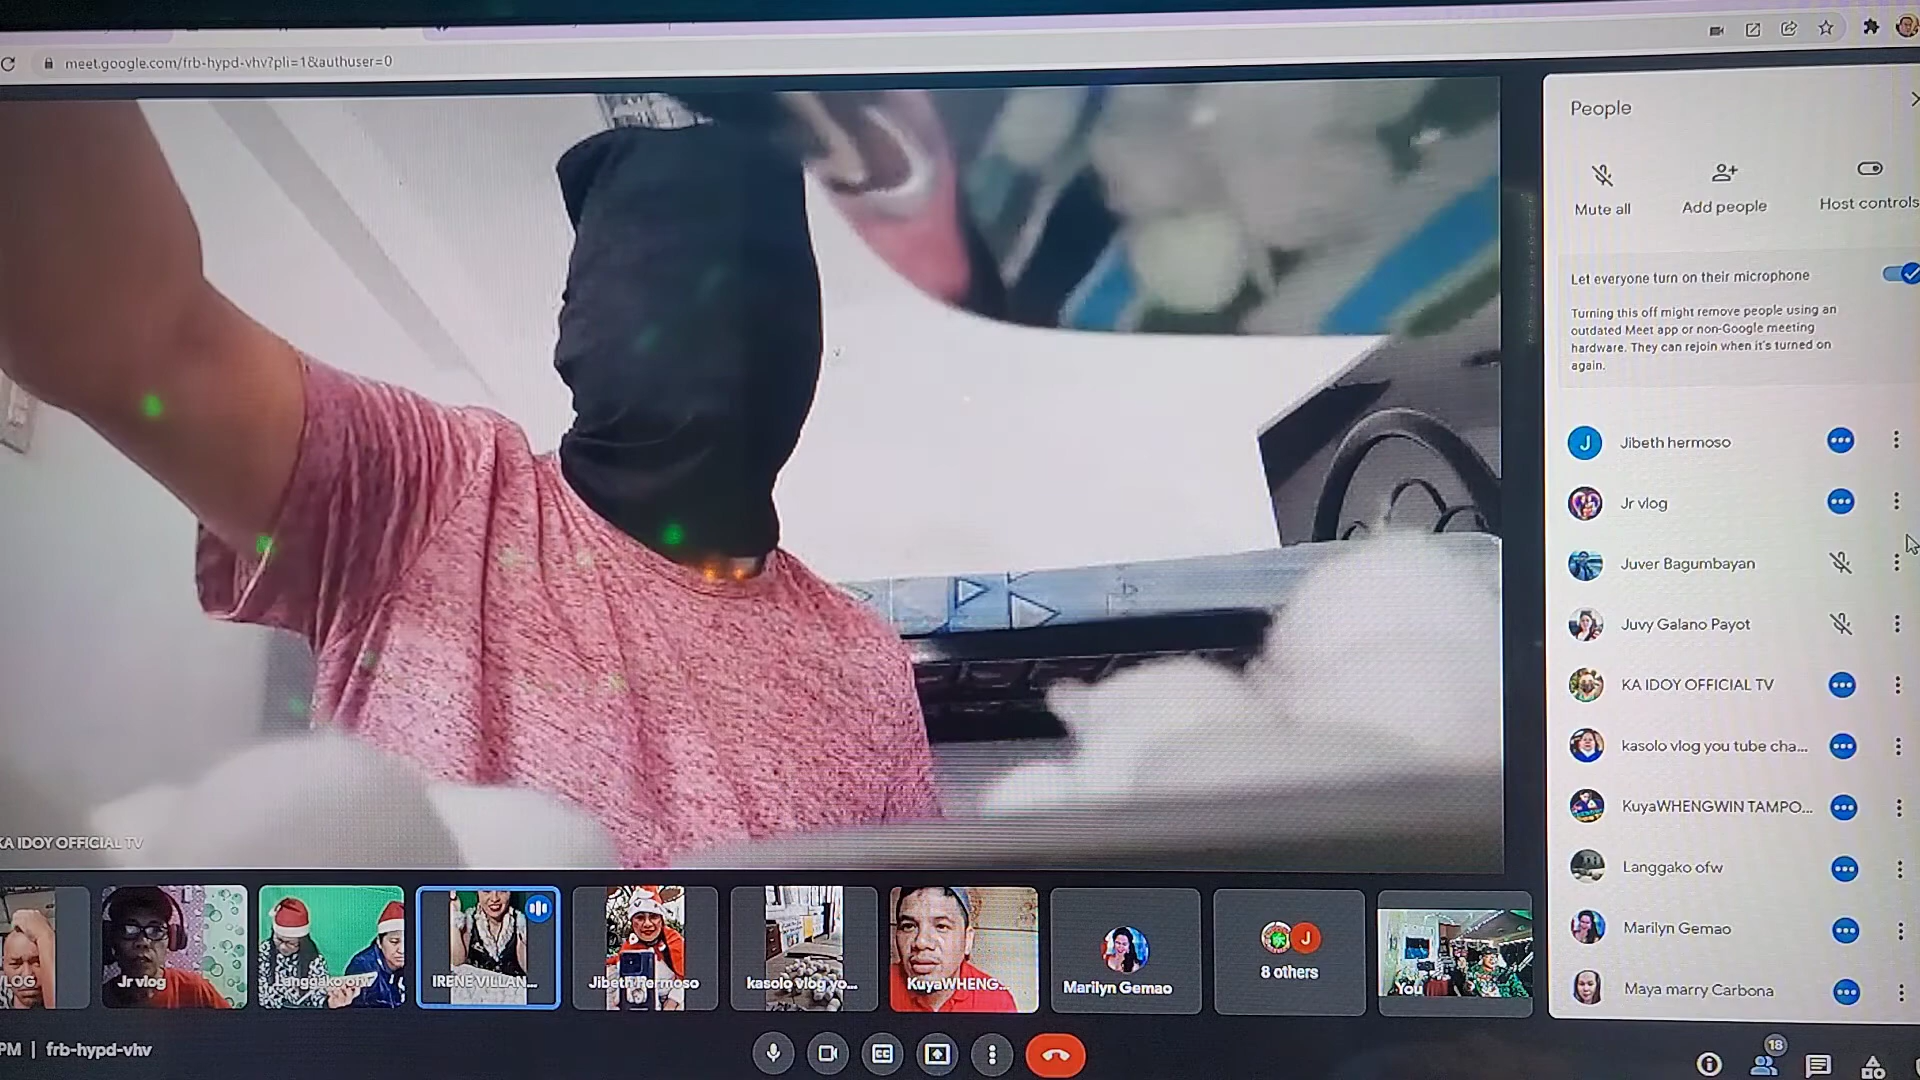 meet.google.com/frb-hypd-vhv?pli=1&authuser=0
People
Mute all
Add people
Host controls
Let everyone turn on their microphone
Turning this off might remove people using an
outdated Meet app or non-Google meeting
hardware. They can rejoin when it's turned on
again.
J Jibeth hermoso
Jr vlog
Juver Bagumbayan
Juvy Galano Payot
KA IDOY OFFICIAL TV
kasolo vlog you tube cha...
KuyaWHENGWIN TAMPO...
Langgako ofw
Marilyn Gemao
Maya marry Carbona
KA IDOY OFFICIAL TV
VLOG
Jr vlog
Langgako ofw
IRENE VILLAN...
Jibeth hermoso
kasolo vlog yo...
KuyaWHENG...
Marilyn Gemao
J
8 others
You
PM | frb-hypd-vhv
CC
18